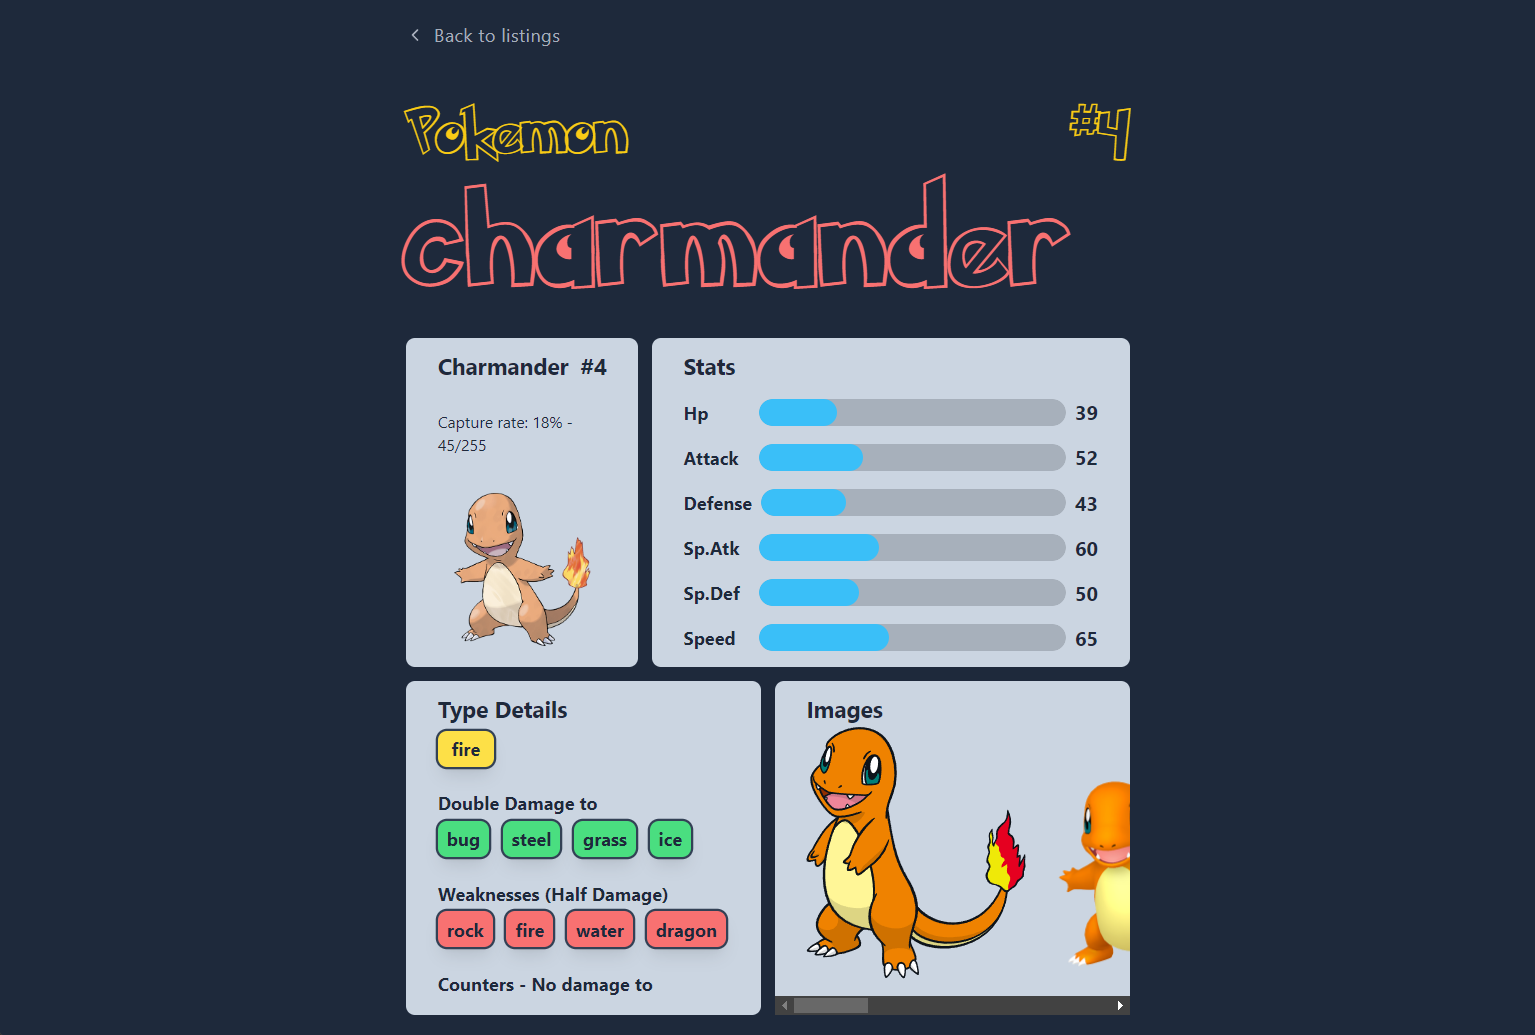 Back to listings
Pokemon #4
charmander
Charmander #4
Capture rate: 18% -
45/255
Stats
Hp 39
Attack 52
Defense 43
Sp.Atk 60
Sp.Def 50
Speed 65
Type Details
fire
Double Damage to
bug steel grass ice
Weaknesses (Half Damage)
rock fire water dragon
Counters - No damage to
Images